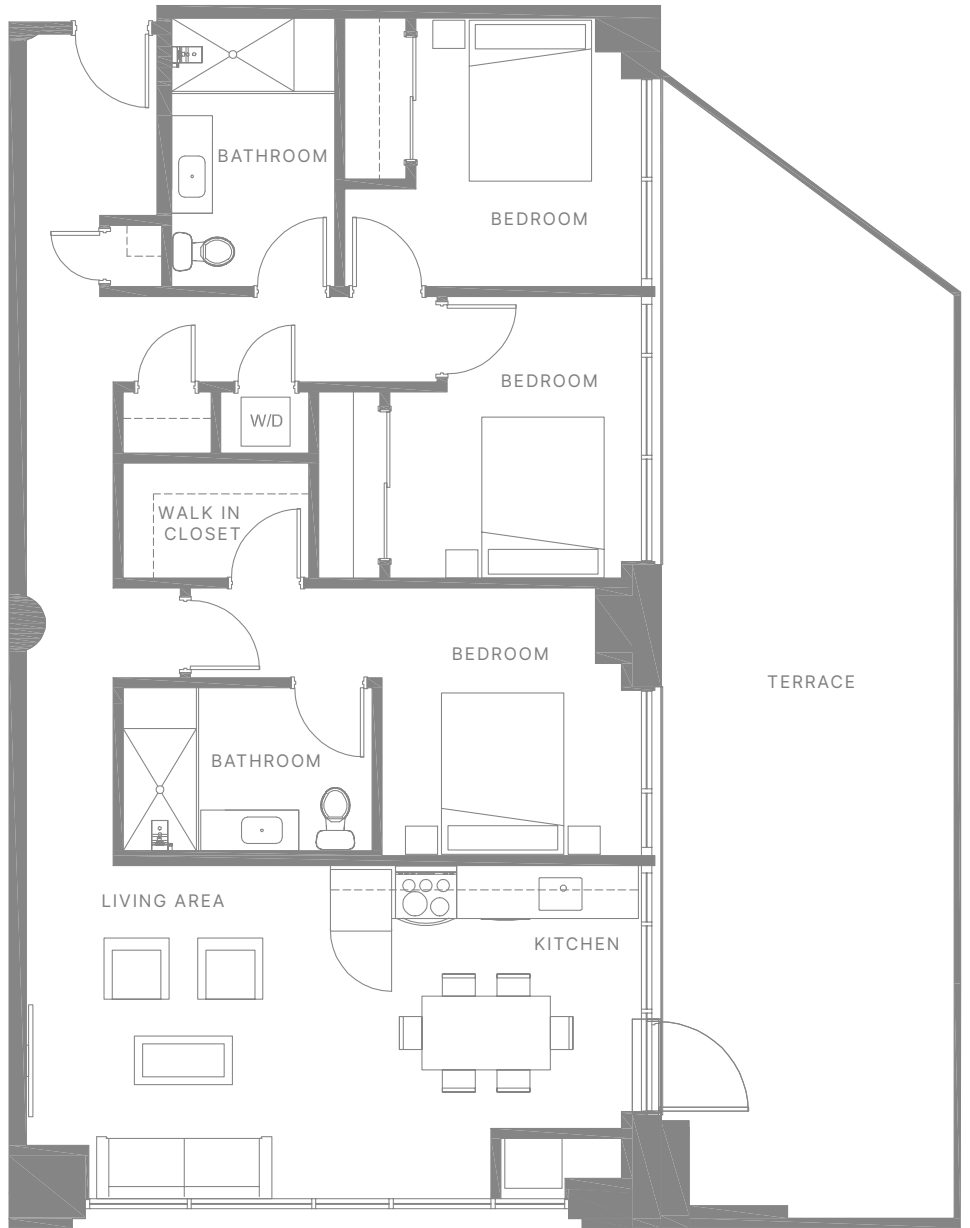 BATHROOM
BEDROOM
BEDROOM
W/D
WALK IN
CLOSET
BEDROOM
TERRACE
BATHROOM
LIVING AREA
KITCHEN